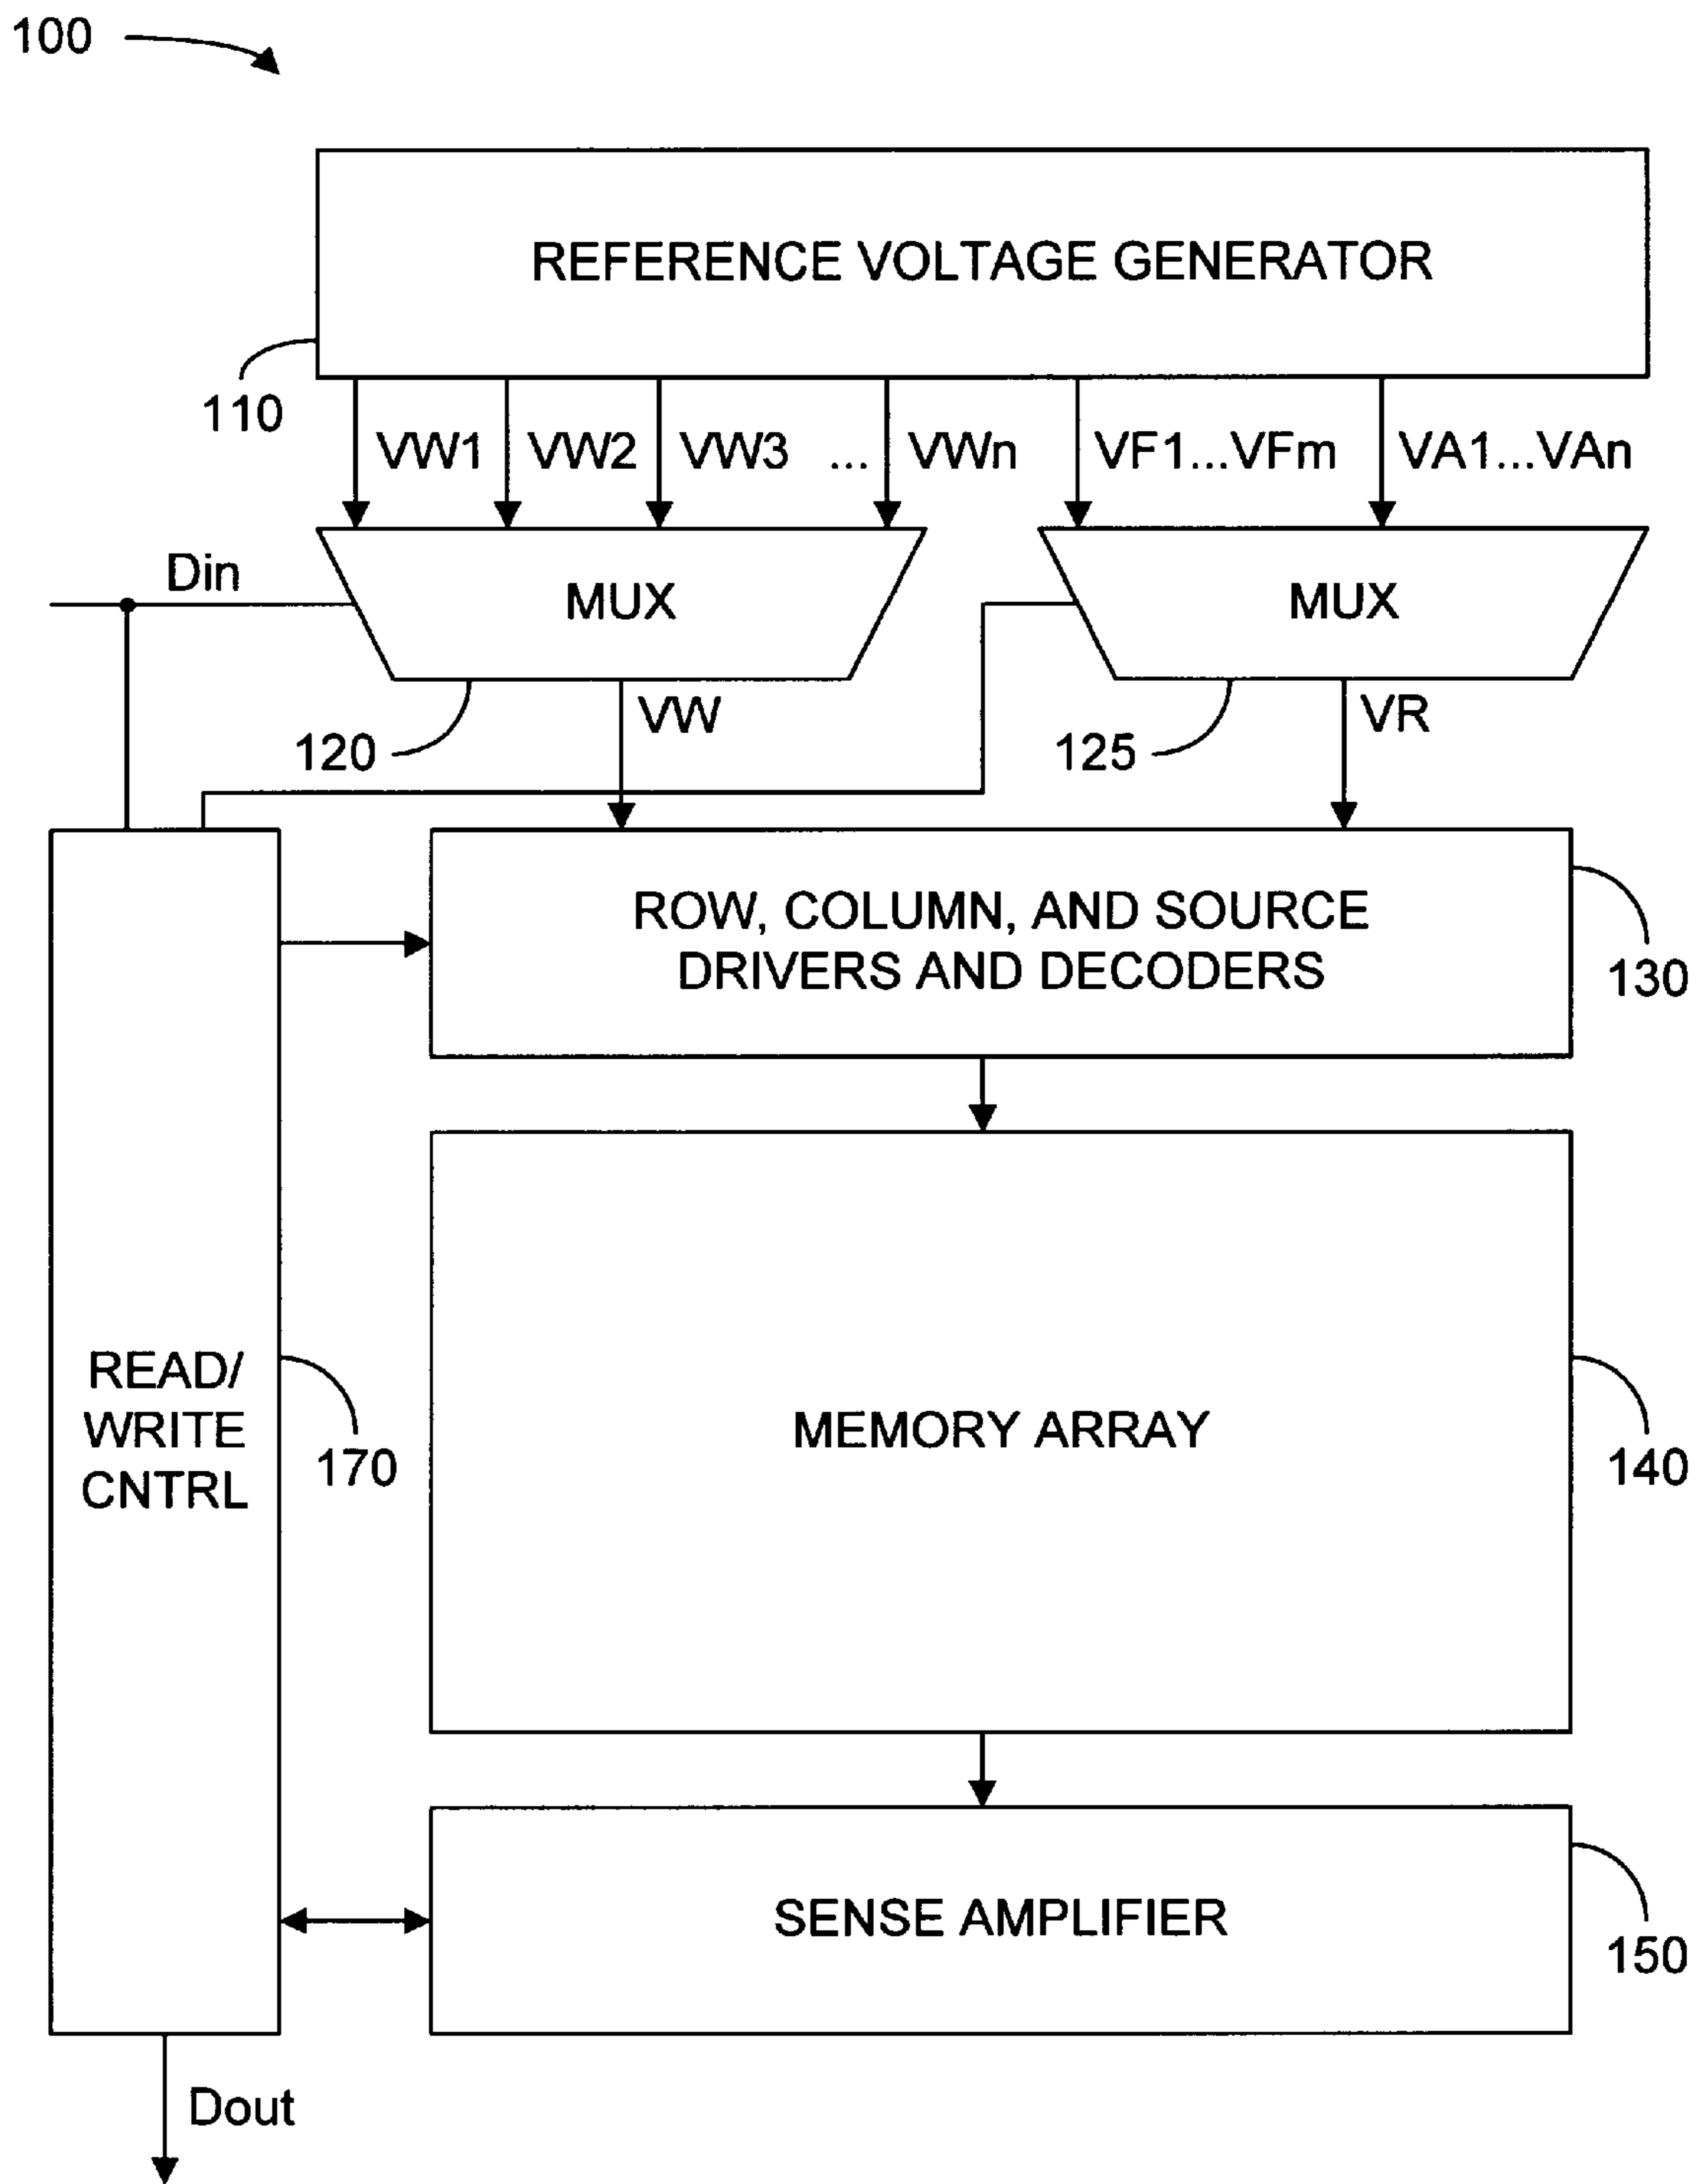 100
REFERENCE VOLTAGE GENERATOR
110
VW1 VW2 VW3 ... VWn VF1...VFm VA1...VAn
Din
MUX
MUX
120
VW
125
VR
ROW, COLUMN, AND SOURCE
DRIVERS AND DECODERS
130
READ/
WRITE
CNTRL
170
MEMORY ARRAY
140
SENSE AMPLIFIER
150
Dout